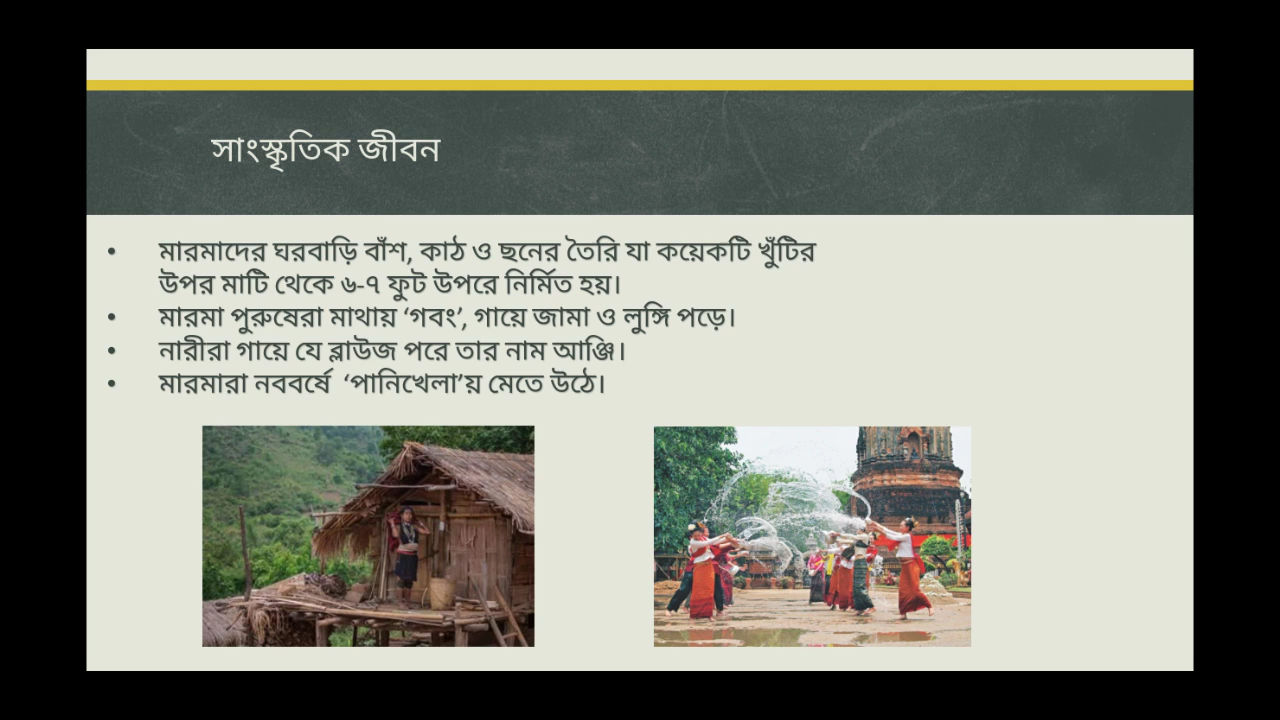 সাংস্কৃতিক জীবন
• মারমাদের ঘরবাড়ি বাঁশ, কাঠ ও ছনের তৈরি যা কয়েকটি খুঁটির
উপর মাটি থেকে ৬-৭ ফুট উপরে নির্মিত হয়।
• মারমা পুরুষেরা মাথায় ‘গবং’, গায়ে জামা ও লুঙ্গি পড়ে।
• নারীরা গায়ে যে ব্লাউজ পরে তার নাম আঞ্জি।
• মারমারা নববর্ষে ‘পানিখেলা’য় মেতে উঠে।